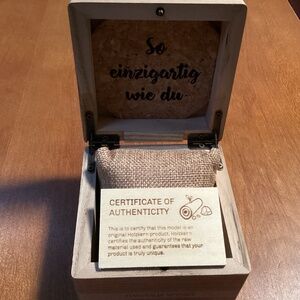 So
einzigartig
wie du
CERTIFICATE OF
AUTHENTICITY
This is to certify that this model is an
original Holzkern product. Holzkern
certifies the authenticity of the raw
material used and guarantees that your
product is truly unique.